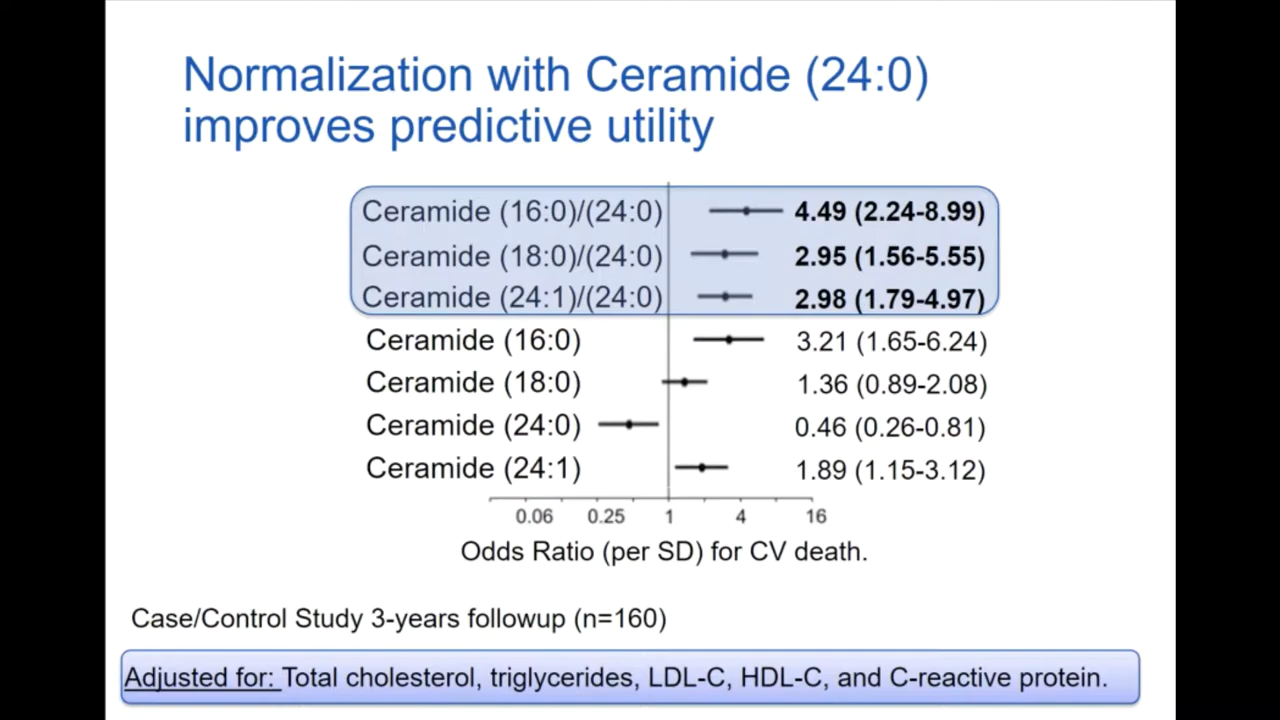 Normalization with Ceramide (24:0)
improves predictive utility
Ceramide (16:0)/(24:0) 4.49 (2.24-8.99)
Ceramide (18:0)/(24:0) 2.95 (1.56-5.55)
Ceramide (24:1)/(24:0) 2.98 (1.79-4.97)
Ceramide (16:0) 3.21 (1.65-6.24)
Ceramide (18:0) 1.36 (0.89-2.08)
Ceramide (24:0) 0.46 (0.26-0.81)
Ceramide (24:1) 1.89 (1.15-3.12)
0.06 0.25 1 4 16
Odds Ratio (per SD) for CV death.
Case/Control Study 3-years followup (n=160)
Adjusted for: Total cholesterol, triglycerides, LDL-C, HDL-C, and C-reactive protein.